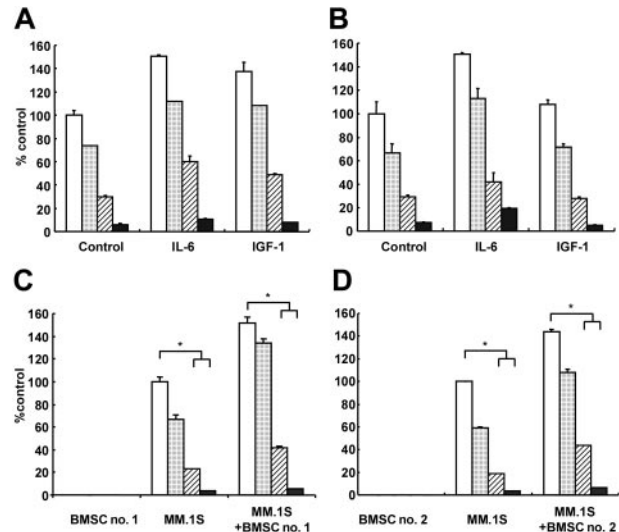 A
B
% control
160
140
120
100
80
60
40
20
0
Control
IL-6
IGF-1
160
140
120
100
80
60
40
20
0
Control
IL-6
IGF-1
C
D
%control
160
140
120
100
80
60
40
20
0
*
*
BMSC no. 1
MM.1S
MM.1S
+BMSC no. 1
160
140
120
100
80
60
40
20
0
*
*
BMSC no. 2
MM.1S
MM.1S
+BMSC no. 2